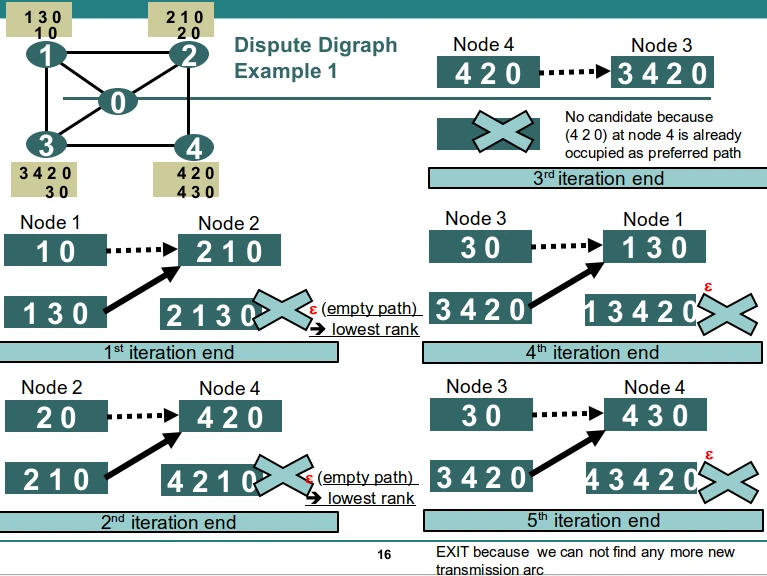 1 3 0
1 0
2 1 0
2 0
1
2
0
3
4
3 4 2 0
3 0
4 2 0
4 3 0
Dispute Digraph
Example 1
Node 4
Node 3
4 2 0
3 4 2 0
No candidate because
(4 2 0) at node 4 is already
occupied as preferred path
3rd iteration end
Node 1
Node 2
1 0
2 1 0
1 3 0
2 1 3 0
ε (empty path)
➔ lowest rank
1st iteration end
Node 3
Node 1
3 0
1 3 0
3 4 2 0
1 3 4 2 0
ε
4th iteration end
Node 2
Node 4
2 0
4 2 0
2 1 0
4 2 1 0
ε (empty path)
➔ lowest rank
2nd iteration end
Node 3
Node 4
3 0
4 3 0
3 4 2 0
4 3 4 2 0
ε
5th iteration end
16
EXIT because we can not find any more new
transmission arc